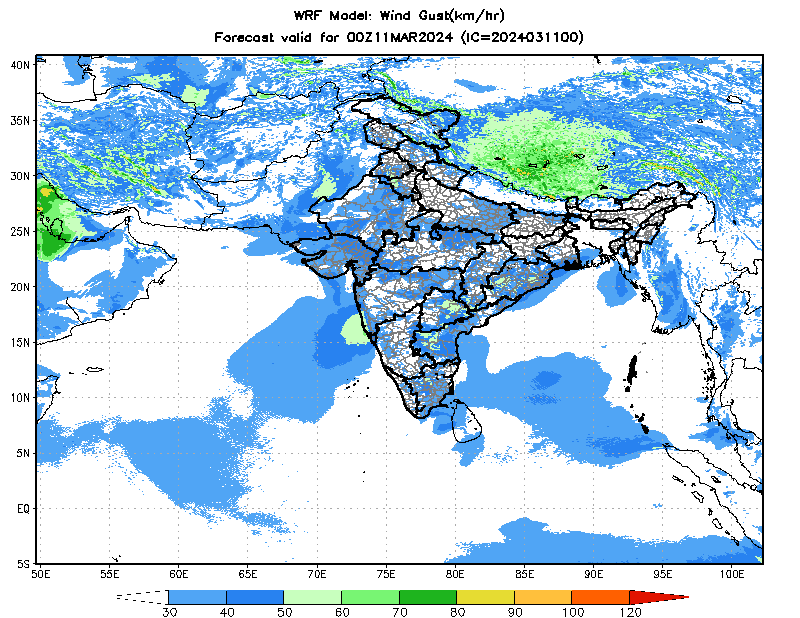 WRF Model: Wind Gust(km/hr)
Forecast valid for 00Z11MAR2024 (IC=2024031100)
40N
35N
30N
25N
20N
15N
10N
5N
EQ
5S
50E 55E 60E 65E 70E 75E 80E 85E 90E 95E 100E
30 40 50 60 70 80 90 100 120